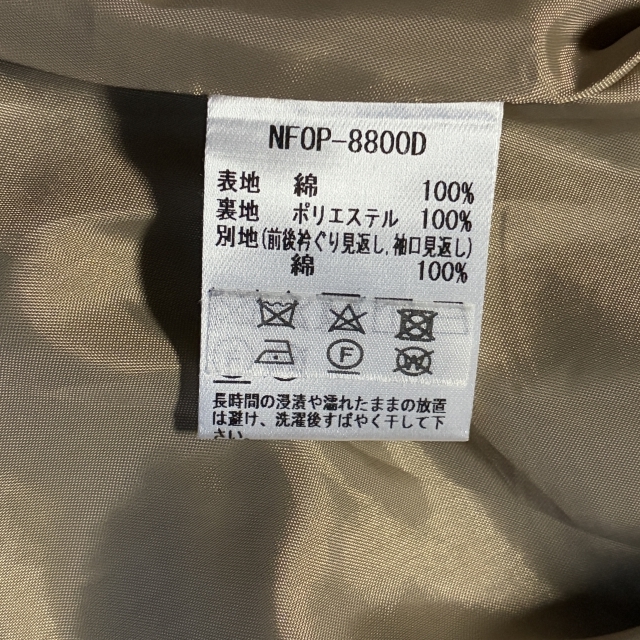 NFOP-8800D
表地 綿 100%
裏地 ポリエステル 100%
別地(前後衿ぐり見返し,袖口見返し)
綿 100%
F
W
長時間の浸漬や濡れたままの放置
は避け、洗濯後すばやく干して下
さい。